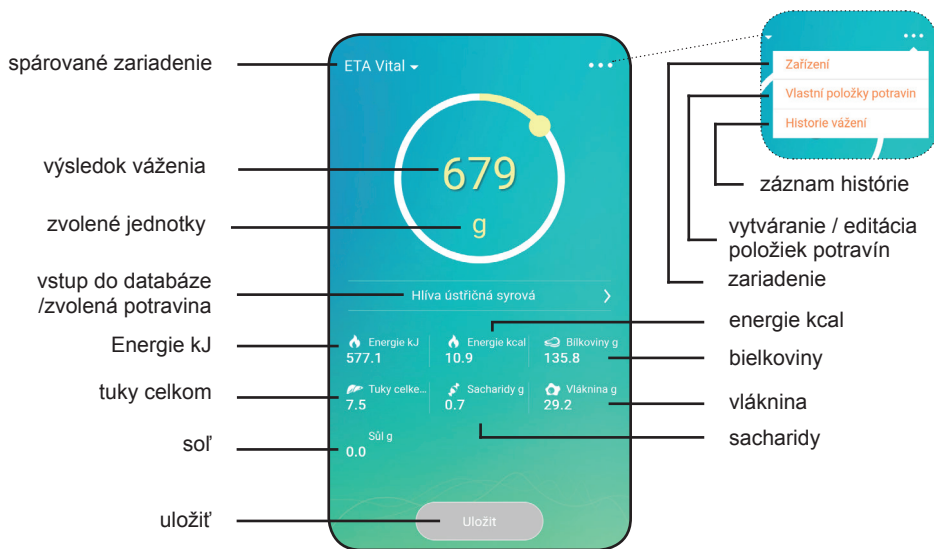 spárované zariadenie
výsledok váženia
zvolené jednotky
vstup do databáze
/zvolená potravina
Energie kJ
tuky celkom
soľ
uložiť
ETA Vital
679
g
Hlíva ústřičná syrová
Energie kJ
577.1
Energie kcal
10.9
Bílkoviny g
135.8
Tuky celke...
7.5
Sacharidy g
0.7
Vláknina g
29.2
Sůl g
0.0
Uložit
Zařízení
Vlastní položky potravin
Historie vážení
záznam histórie
vytváranie / editácia
položiek potravín
zariadenie
energie kcal
bielkoviny
vláknina
sacharidy